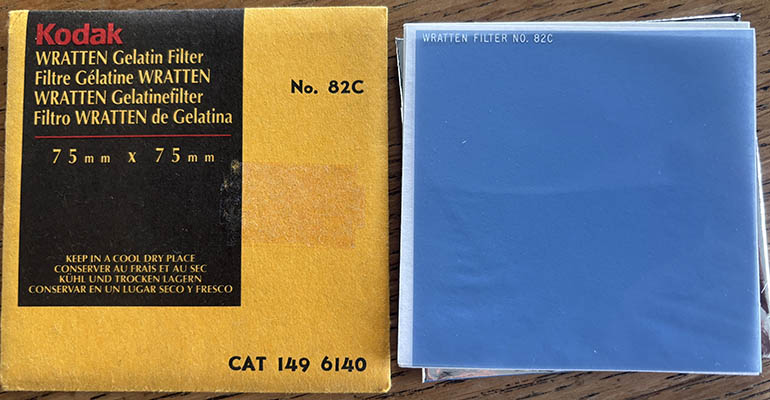 Kodak
WRATTEN Gelatin Filter
Filtre Gélatine WRATTEN
WRATTEN Gelatinefilter
Filtro WRATTEN de Gelatina
75mm x 75mm
KEEP IN A COOL DRY PLACE
CONSERVER AU FRAIS ET AU SEC
KÜHL UND TROCKEN LAGERN
CONSERVAR EN UN LUGAR SECO Y FRESCO
No. 82C
CAT 149 6140
WRATTEN FILTER NO. 82C